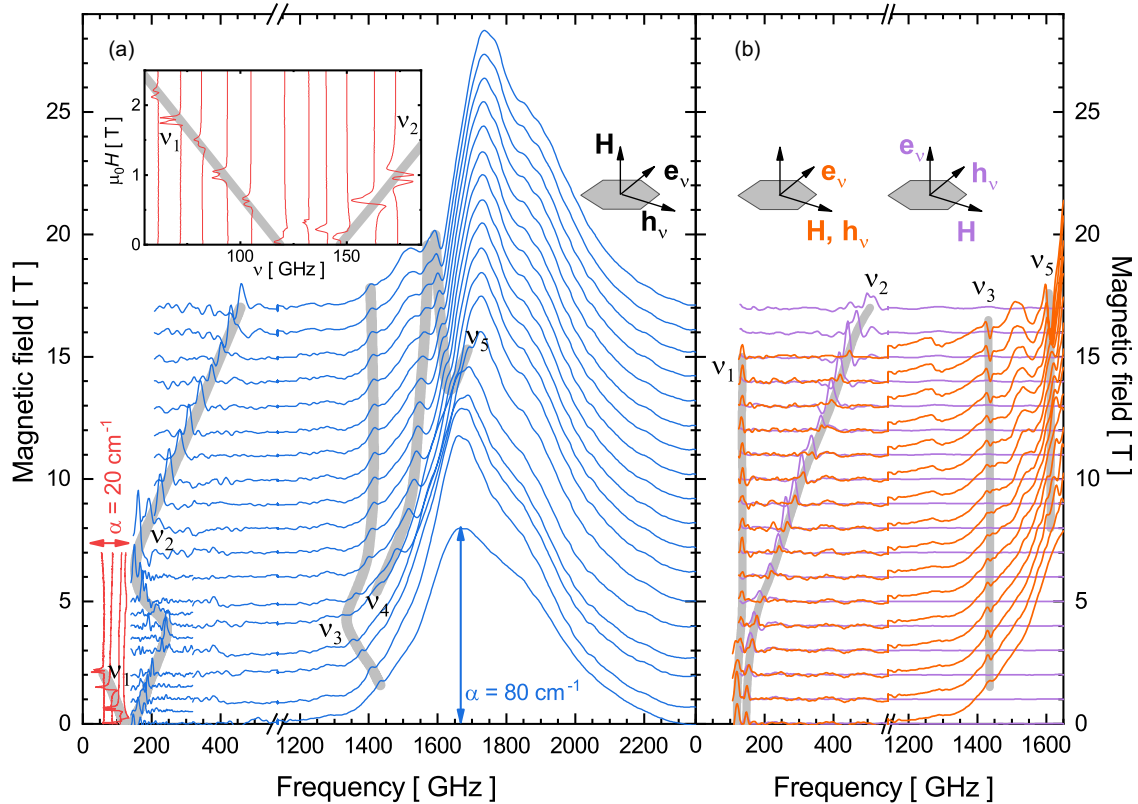 (a)
(b)
ν1
ν2
μ0H [ T ]
2
1
0
100
150
ν [ GHz ]
H
eν
hν
eν
H, hν
eν
hν
H
ν2
ν3
ν5
ν1
ν5
ν2
ν4
ν3
ν1
α = 20 cm-1
α = 80 cm-1
Magnetic field [ T ]
25
20
15
10
5
0
Magnetic field [ T ]
25
20
15
10
5
0
0 200 400 1200 1400 1600 1800 2000 2200
200 400 1200 1400 1600
Frequency [ GHz ]
Frequency [ GHz ]